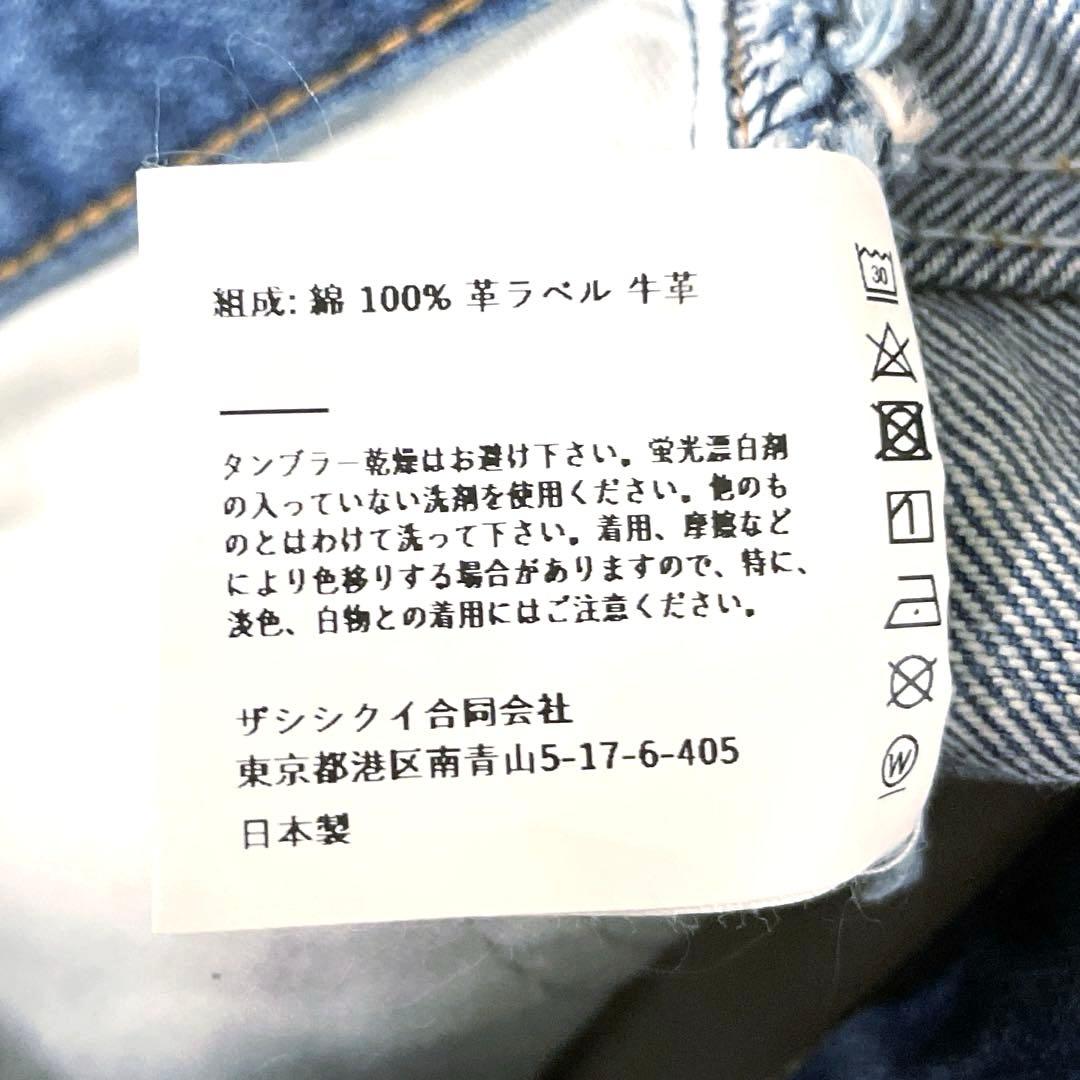 組成: 綿 100% 革ラベル 牛革
タンブラー乾燥はお避け下さい。蛍光漂白剤
の入っていない洗剤を使用ください。他のも
のとはわけて洗って下さい。着用、摩擦など
により色移りする場合がありますので、特に、
淡色、白物との着用にはご注意ください。
ザシシクイ合同会社
東京都港区南青山5-17-6-405
日本製
30
W